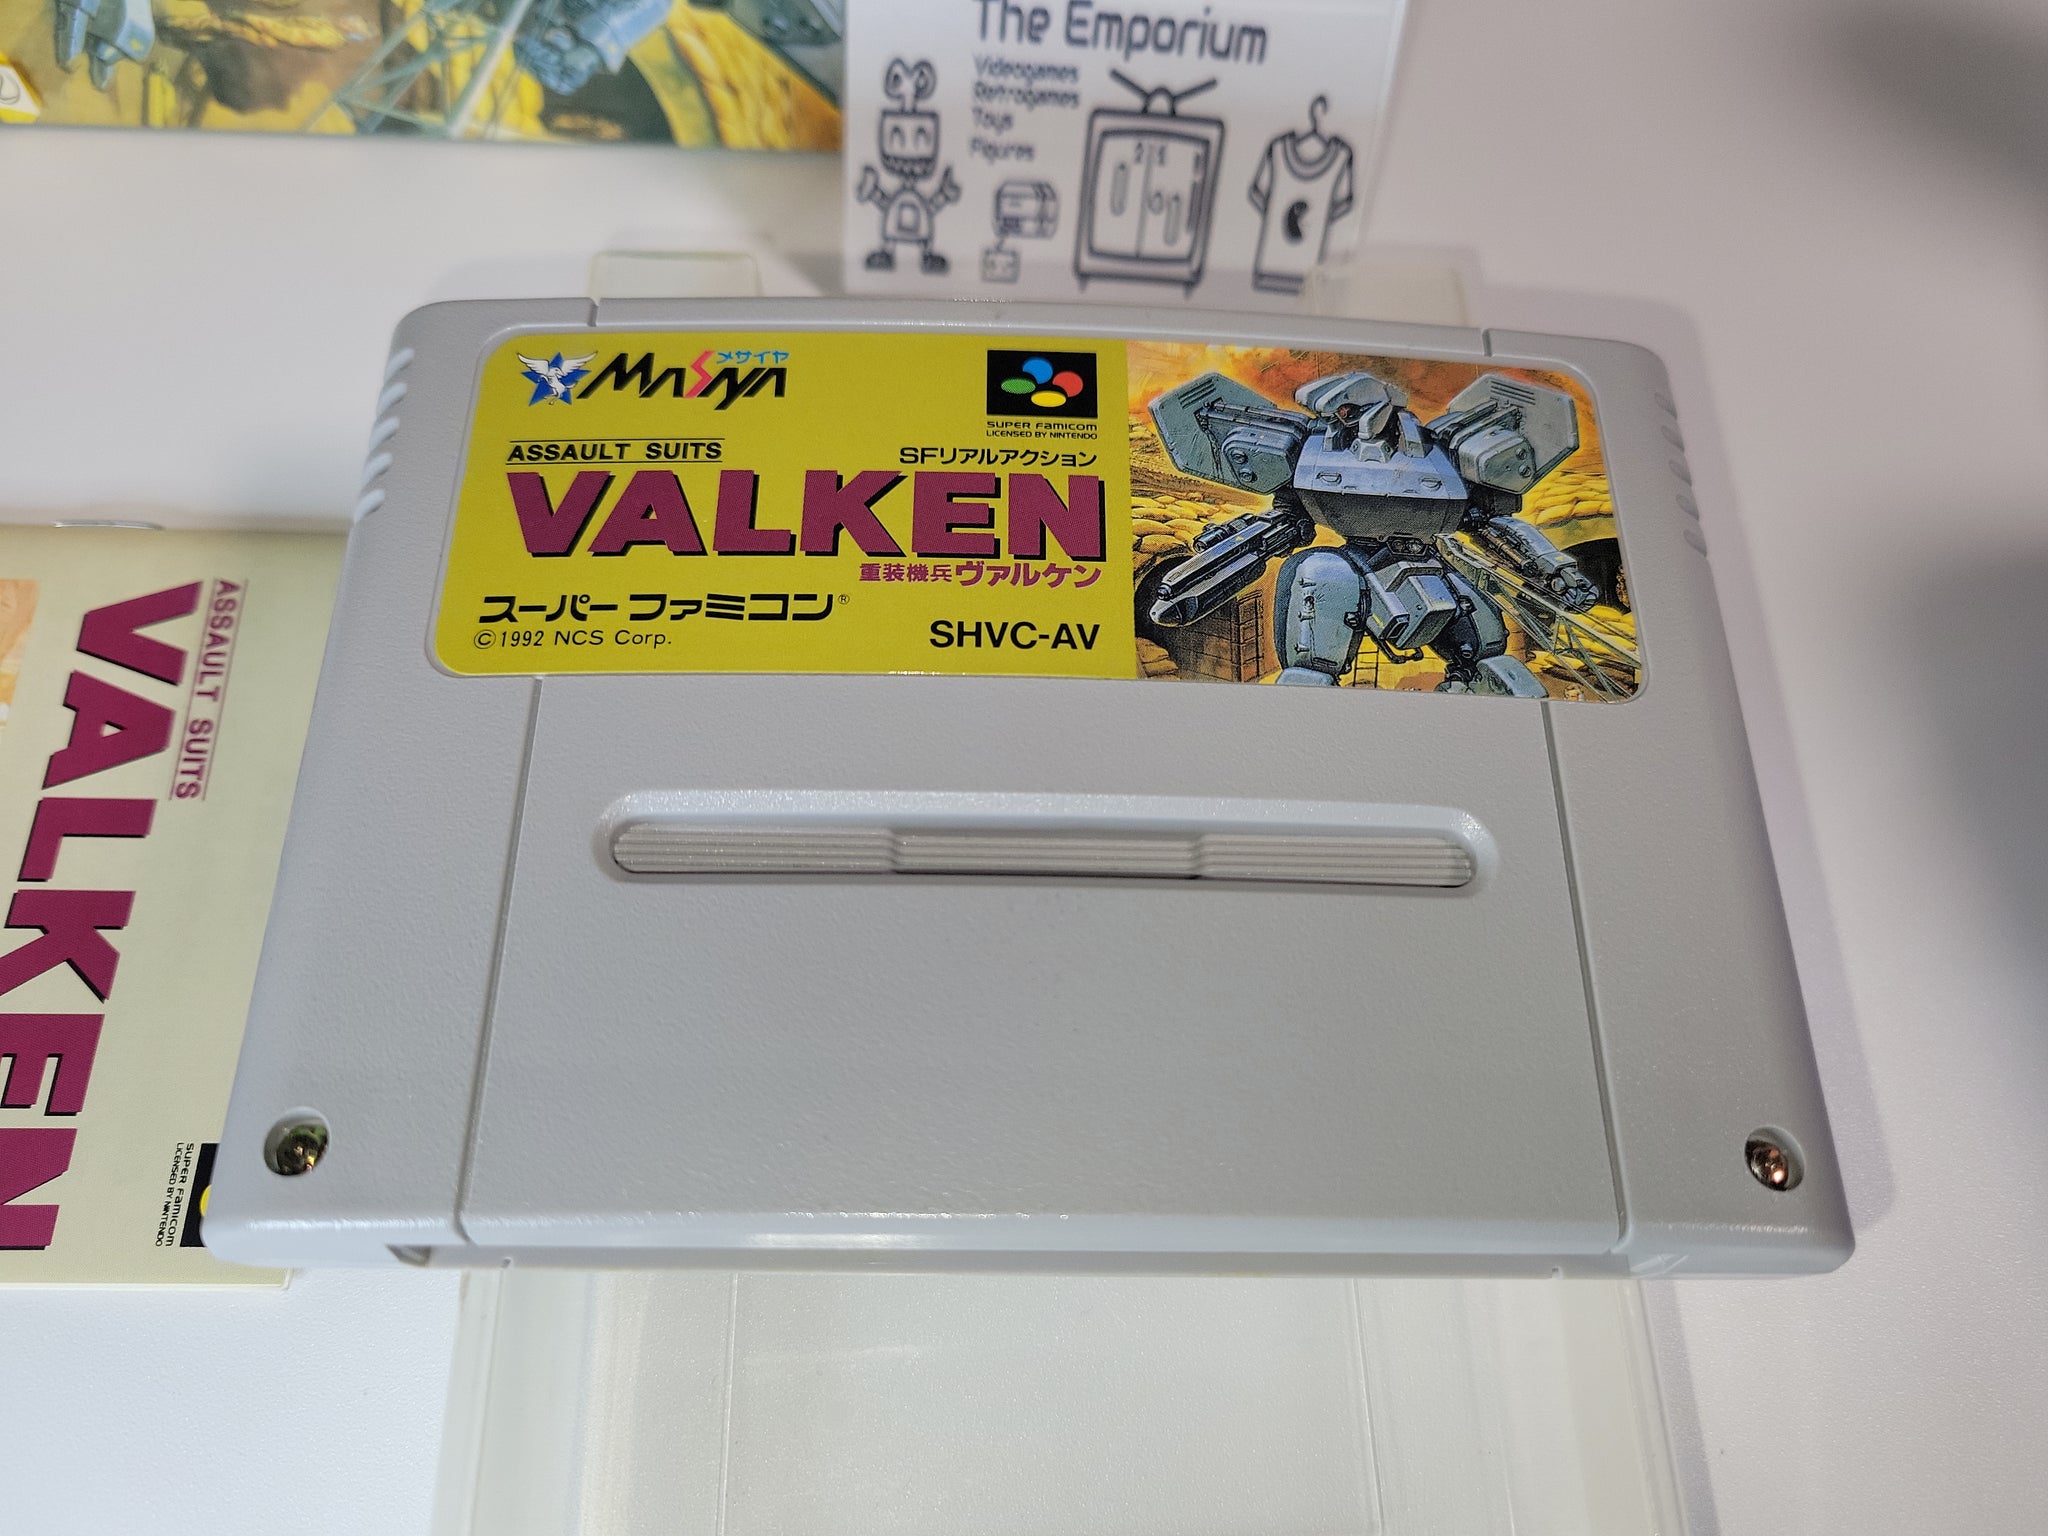 The Emporium
Videogames
Retrogames
Toys
Figures
メサイヤ
MASAYA
SUPER FAMICOM
LICENSED BY NINTENDO
ASSAULT SUITS
SFリアルアクション
VALKEN
重装機兵ヴァルケン
スーパーファミコン®
©1992 NCS Corp.
SHVC-AV
ASSAULT SUITS
VALKEN
SUPER FAMICOM
LICENSED BY NINTENDO